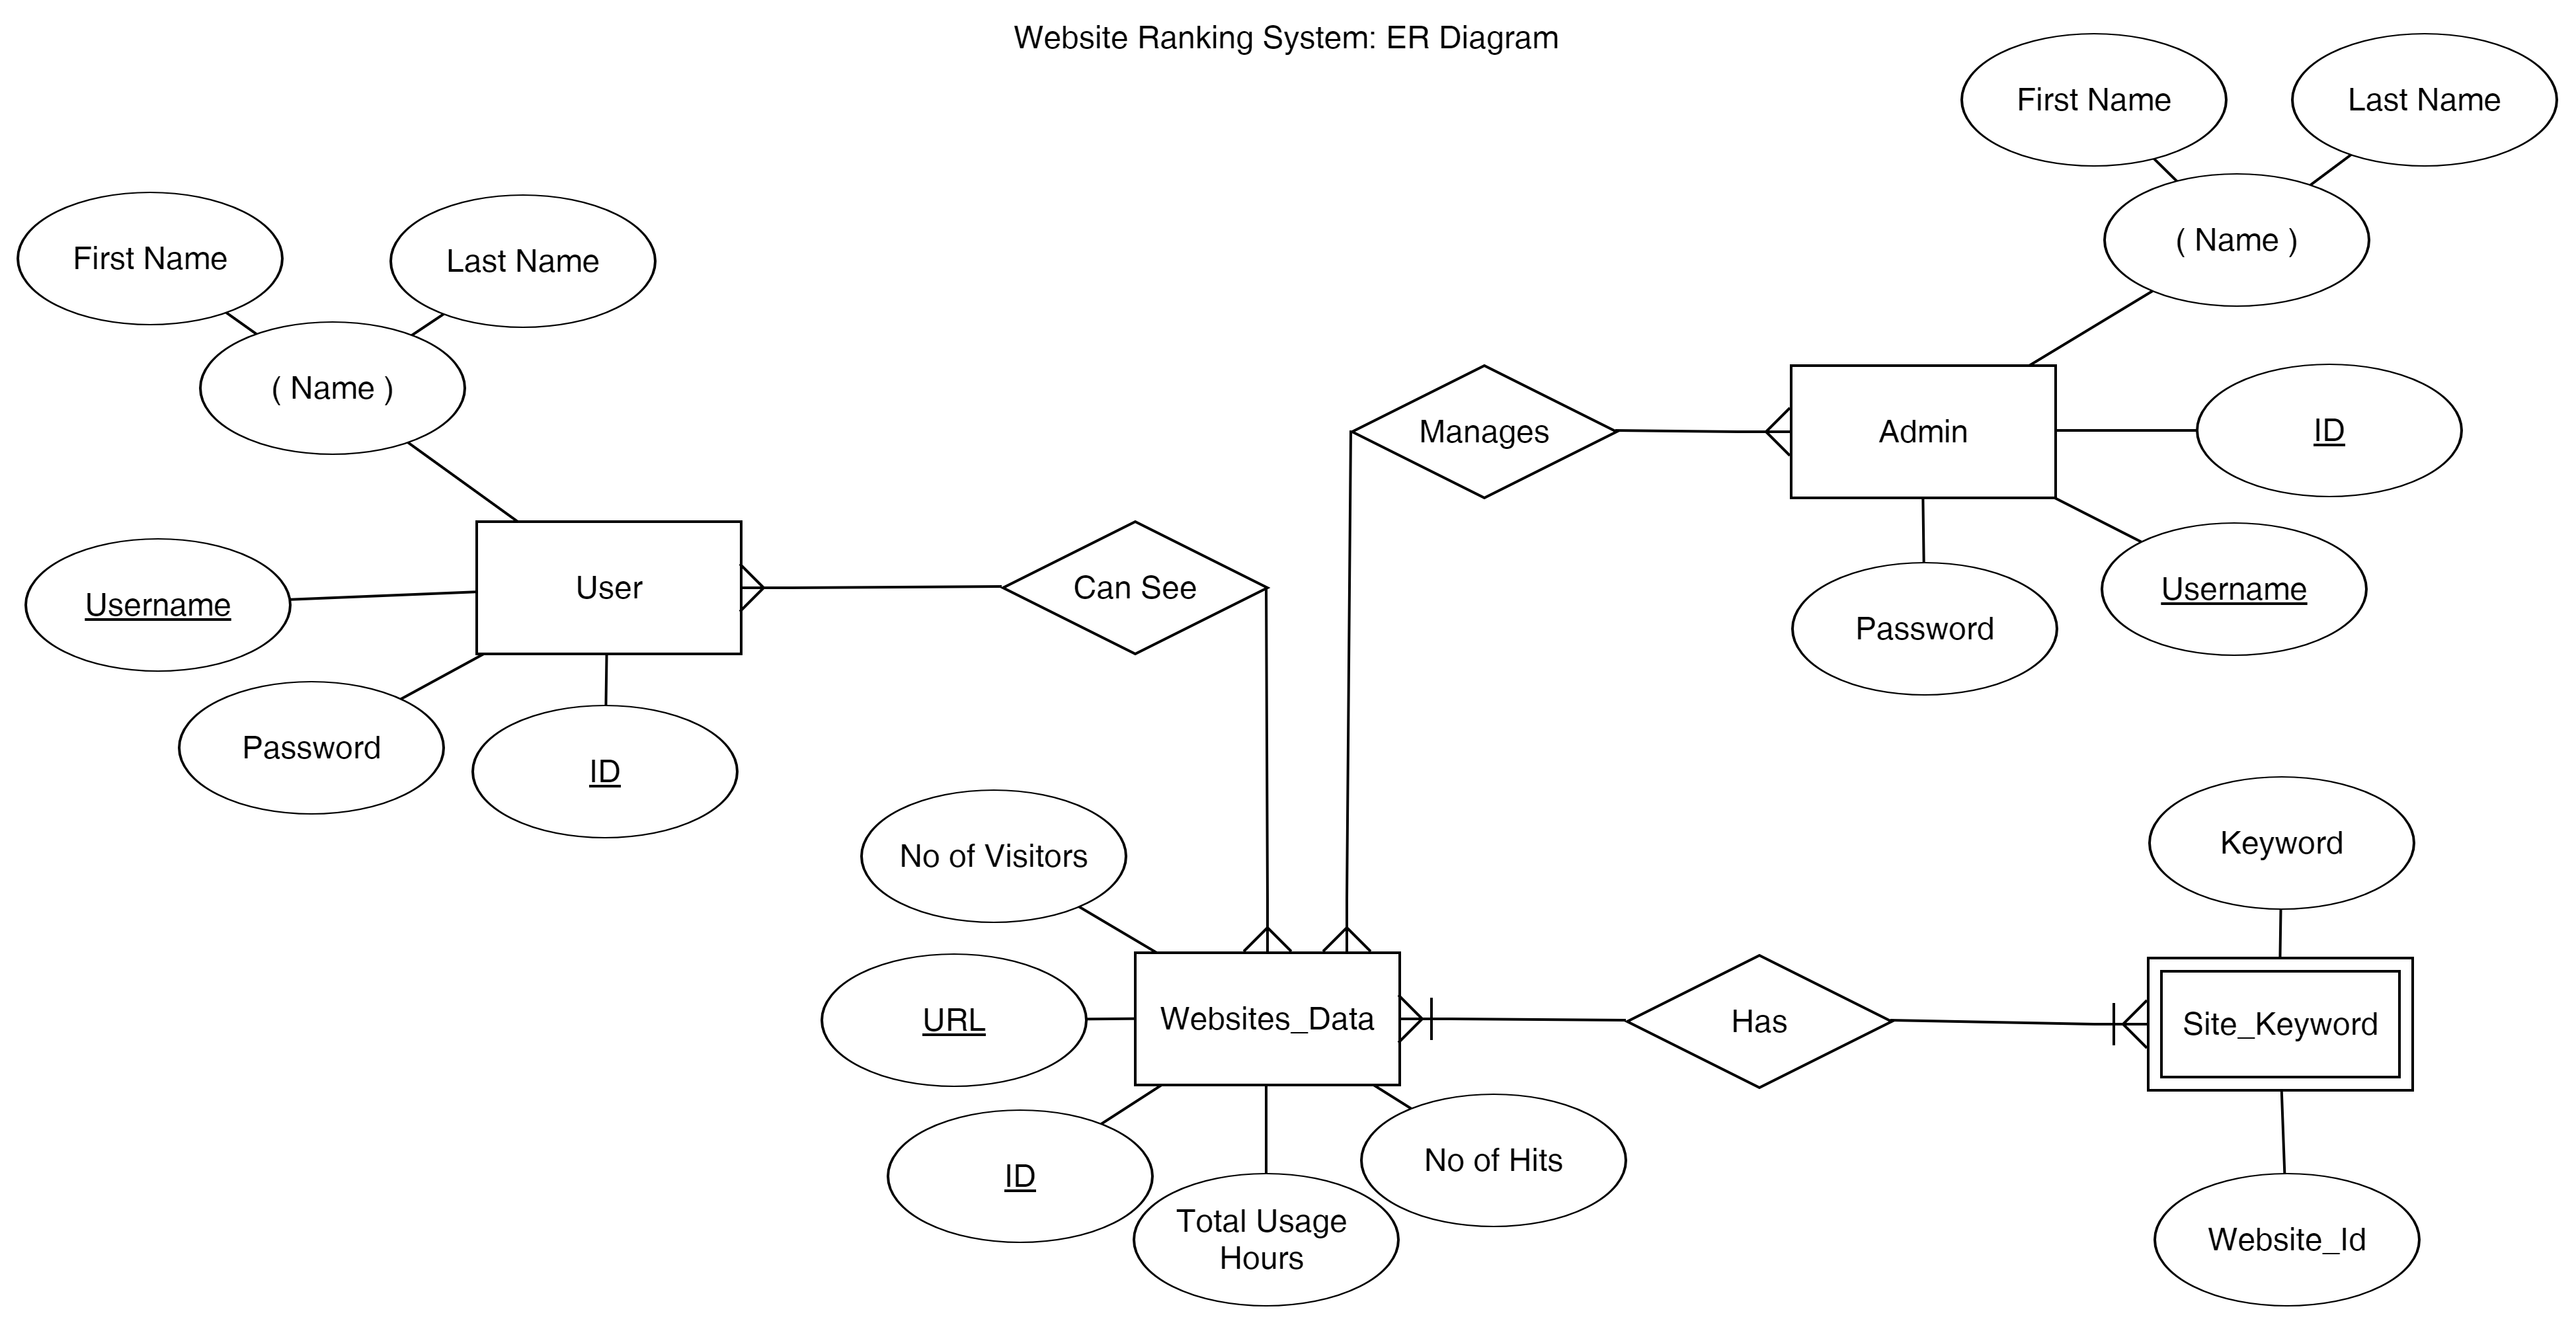 Website Ranking System: ER Diagram
First Name
Last Name
( Name )
First Name
Last Name
( Name )
Manages
Admin
ID
User
Can See
Username
Username
Password
Password
ID
No of Visitors
Keyword
URL
Websites_Data
Has
Site_Keyword
ID
No of Hits
Total Usage
Hours
Website_Id